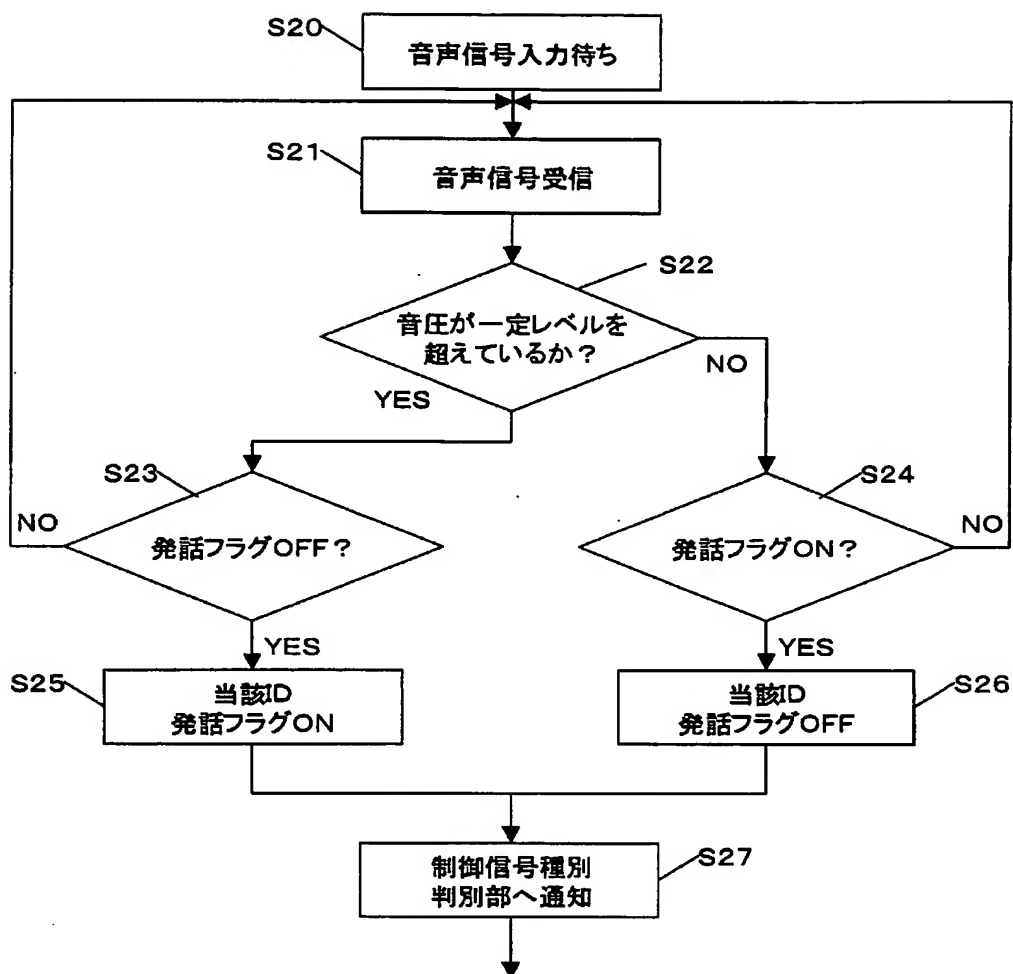 S20
音声信号入力待ち
S21
音声信号受信
S22
音圧が一定レベルを
超えているか？
YES
NO
S23
S24
NO
発話フラグOFF？
発話フラグON？
NO
YES
YES
S25
当該ID
発話フラグON
当該ID
発話フラグOFF
S26
制御信号種別
判別部へ通知
S27